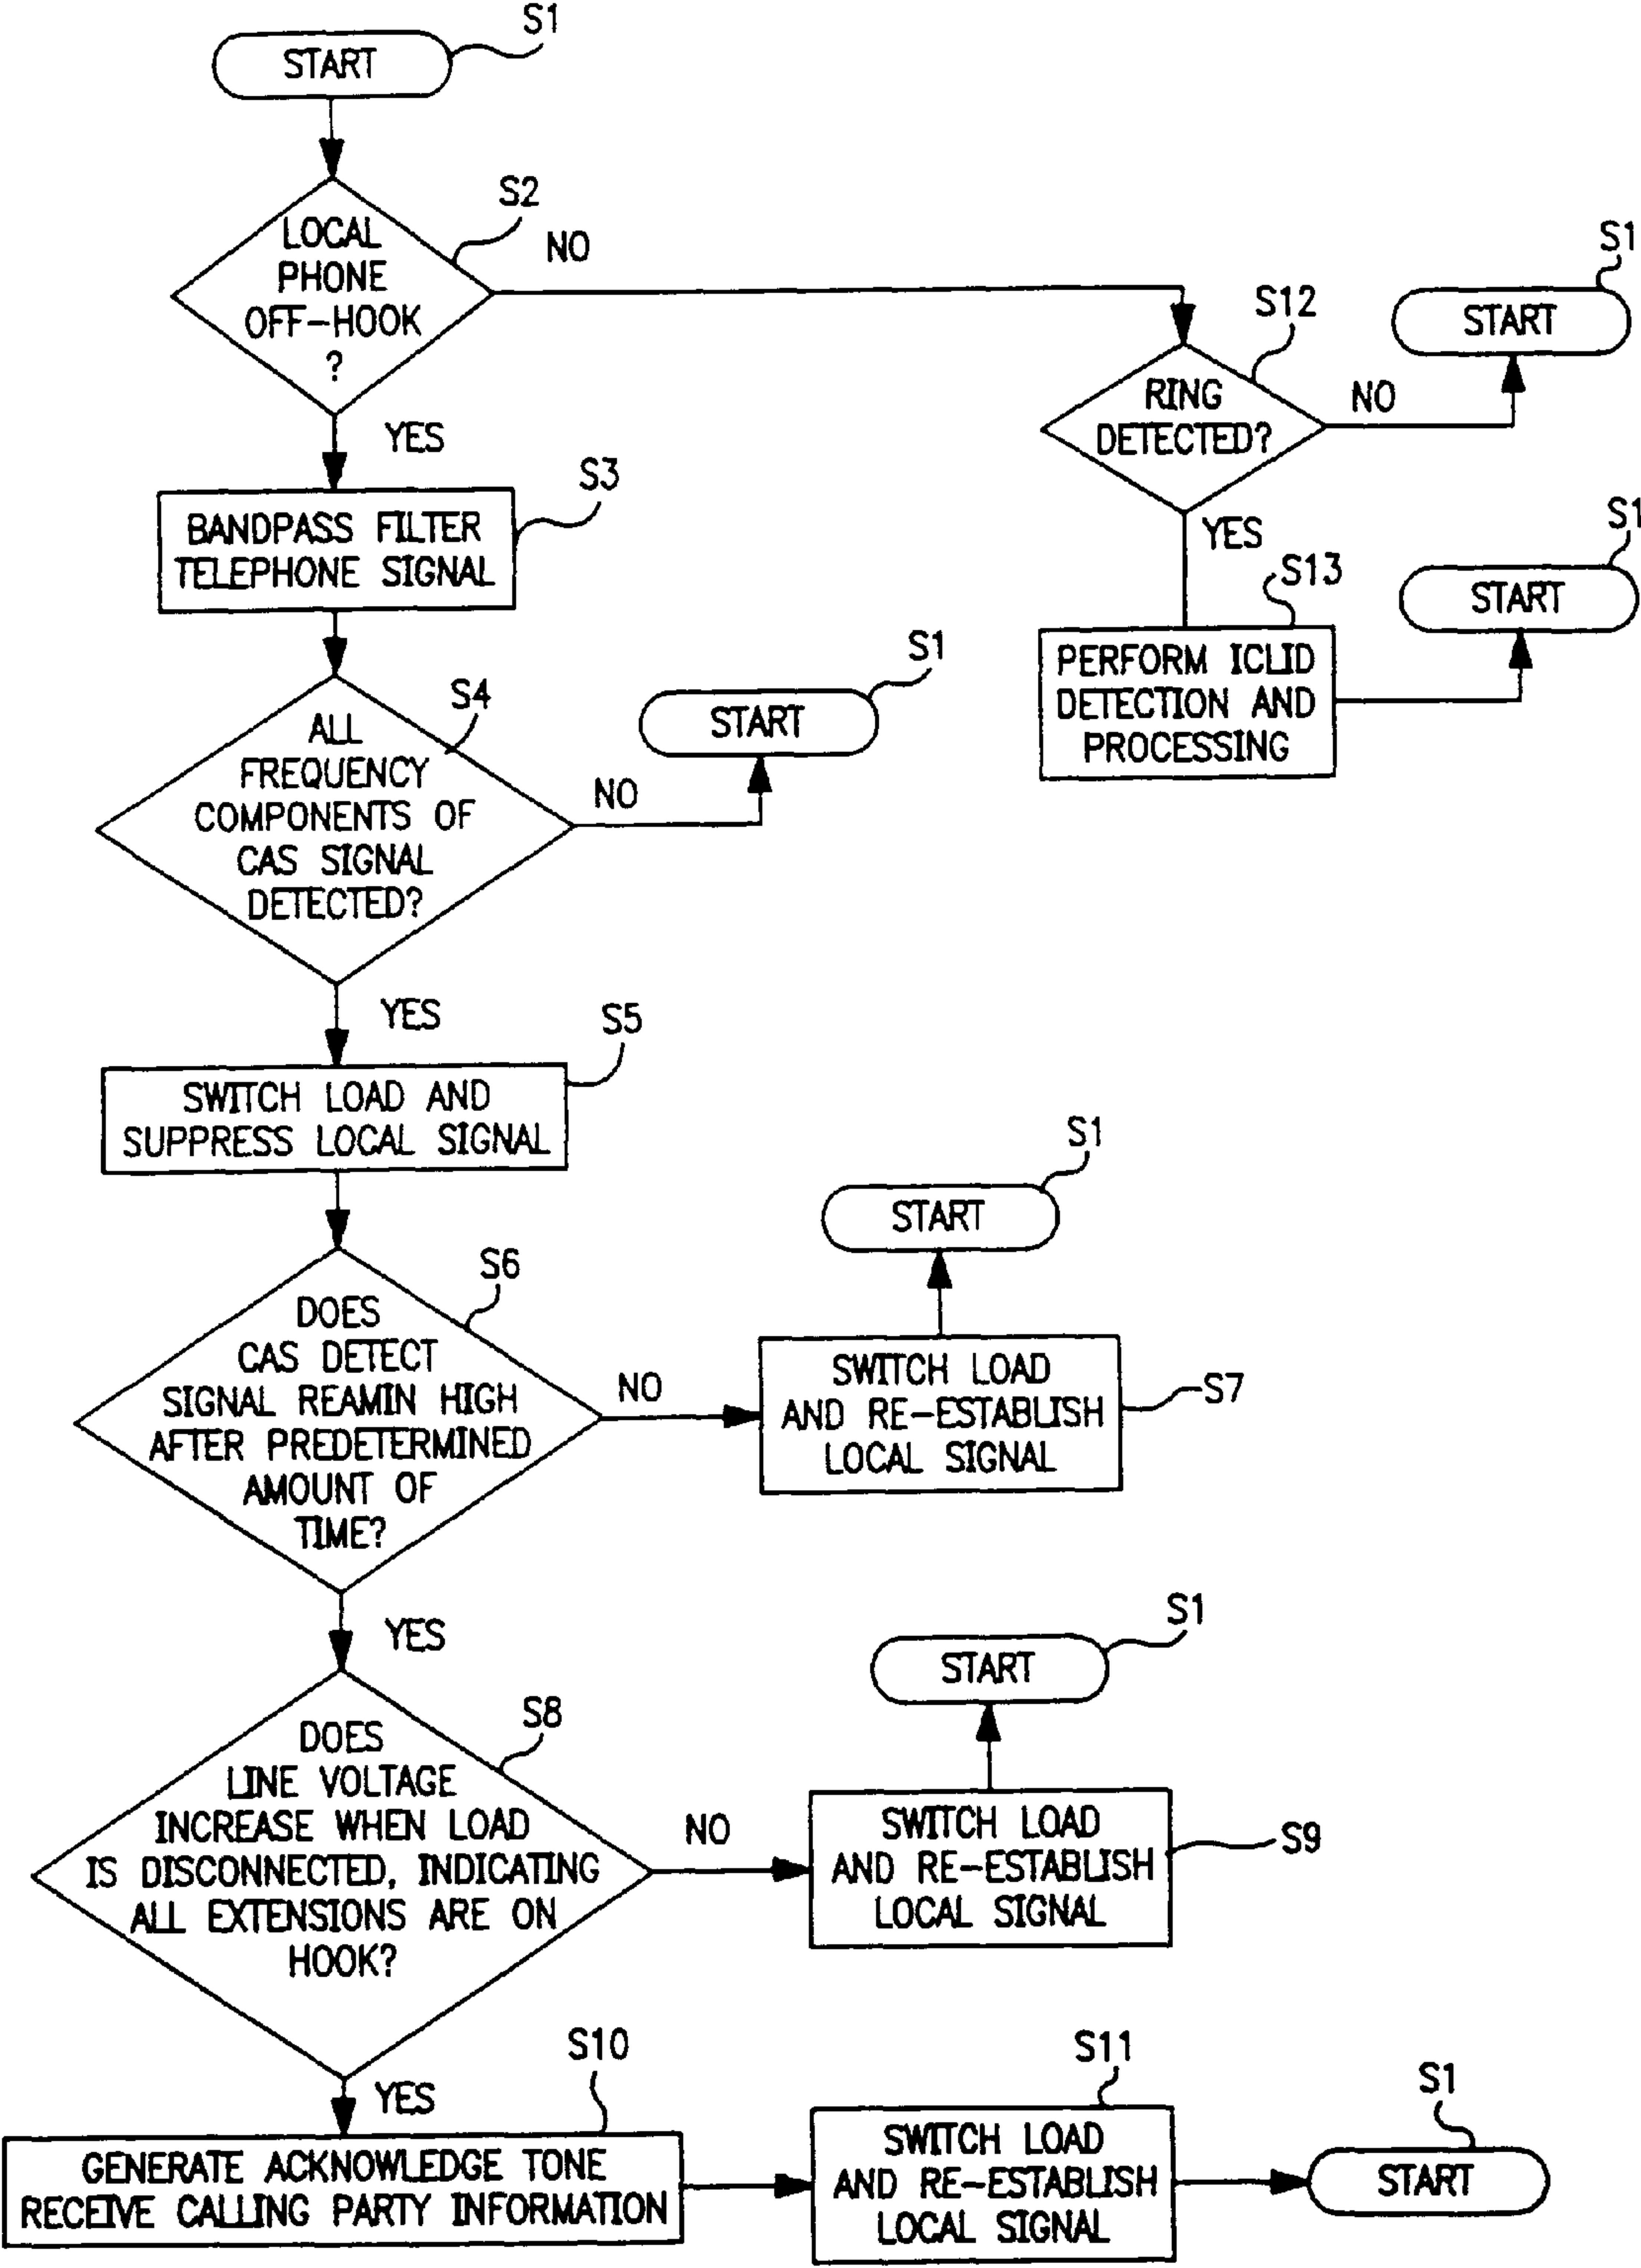 S1
START
S2
LOCAL
PHONE
OFF-HOOK
?
NO
YES
S12
RING
DETECTED?
NO
S1
START
YES
S13
PERFORM ICLID
DETECTION AND
PROCESSING
S1
START
S3
BANDPASS FILTER
TELEPHONE SIGNAL
S4
ALL
FREQUENCY
COMPONENTS OF
CAS SIGNAL
DETECTED?
NO
S1
START
YES
S5
SWITCH LOAD AND
SUPPRESS LOCAL SIGNAL
S6
DOES
CAS DETECT
SIGNAL REAMIN HIGH
AFTER PREDETERMINED
AMOUNT OF
TIME?
NO
S1
START
SWITCH LOAD
AND RE-ESTABLISH
LOCAL SIGNAL
S7
YES
S8
DOES
LINE VOLTAGE
INCREASE WHEN LOAD
IS DISCONNECTED, INDICATING
ALL EXTENSIONS ARE ON
HOOK?
NO
S1
START
SWITCH LOAD
AND RE-ESTABLISH
LOCAL SIGNAL
S9
YES
S10
GENERATE ACKNOWLEDGE TONE
RECEIVE CALLING PARTY INFORMATION
S11
SWITCH LOAD
AND RE-ESTABLISH
LOCAL SIGNAL
S1
START